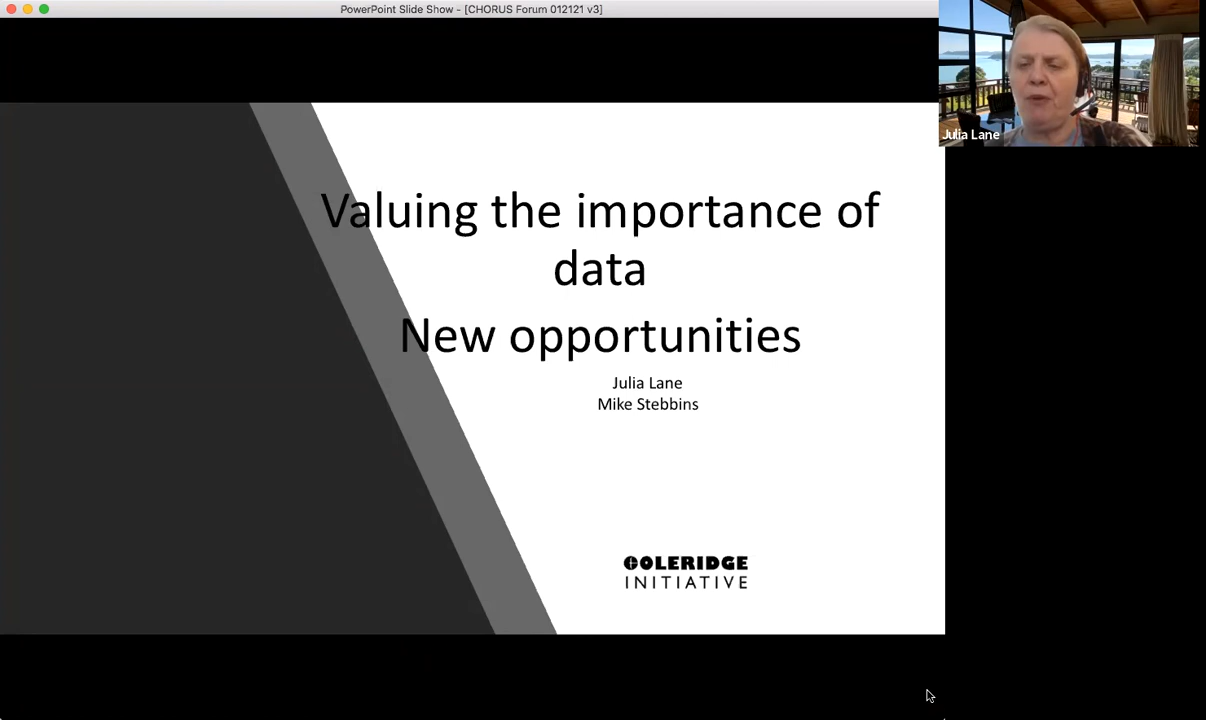 PowerPoint Slide Show - [CHORUS Forum 012121 v3]
Julia Lane
Valuing the importance of
data
New opportunities
Julia Lane
Mike Stebbins
COLERIDGE
INITIATIVE